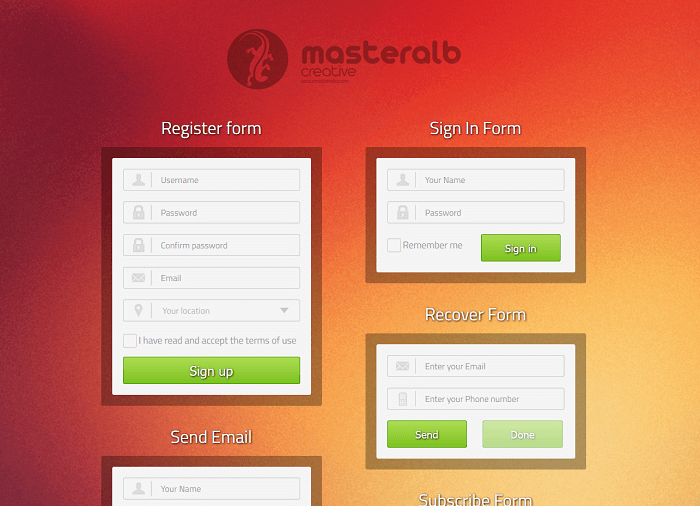 masteralb
creative
Register form
Username
Password
Confirm password
Email
Your location
I have read and accept the terms of use
Sign up
Send Email
Your Name
Sign In Form
Your Name
Password
Remember me
Sign in
Recover Form
Enter your Email
Enter your Phone number
Send
Done
Subscribe Form